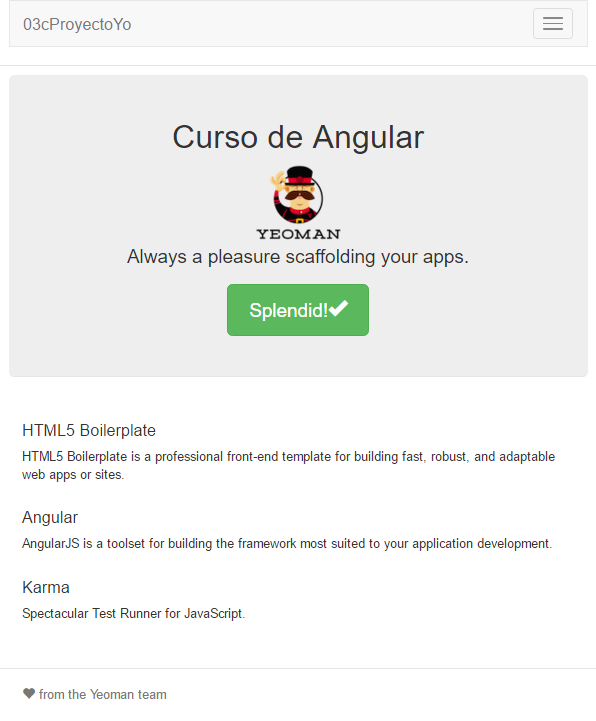 03cProyectoYo
Curso de Angular
YEOMAN
Always a pleasure scaffolding your apps.
Splendid!✔
HTML5 Boilerplate
HTML5 Boilerplate is a professional front-end template for building fast, robust, and adaptable
web apps or sites.
Angular
AngularJS is a toolset for building the framework most suited to your application development.
Karma
Spectacular Test Runner for JavaScript.
♥ from the Yeoman team